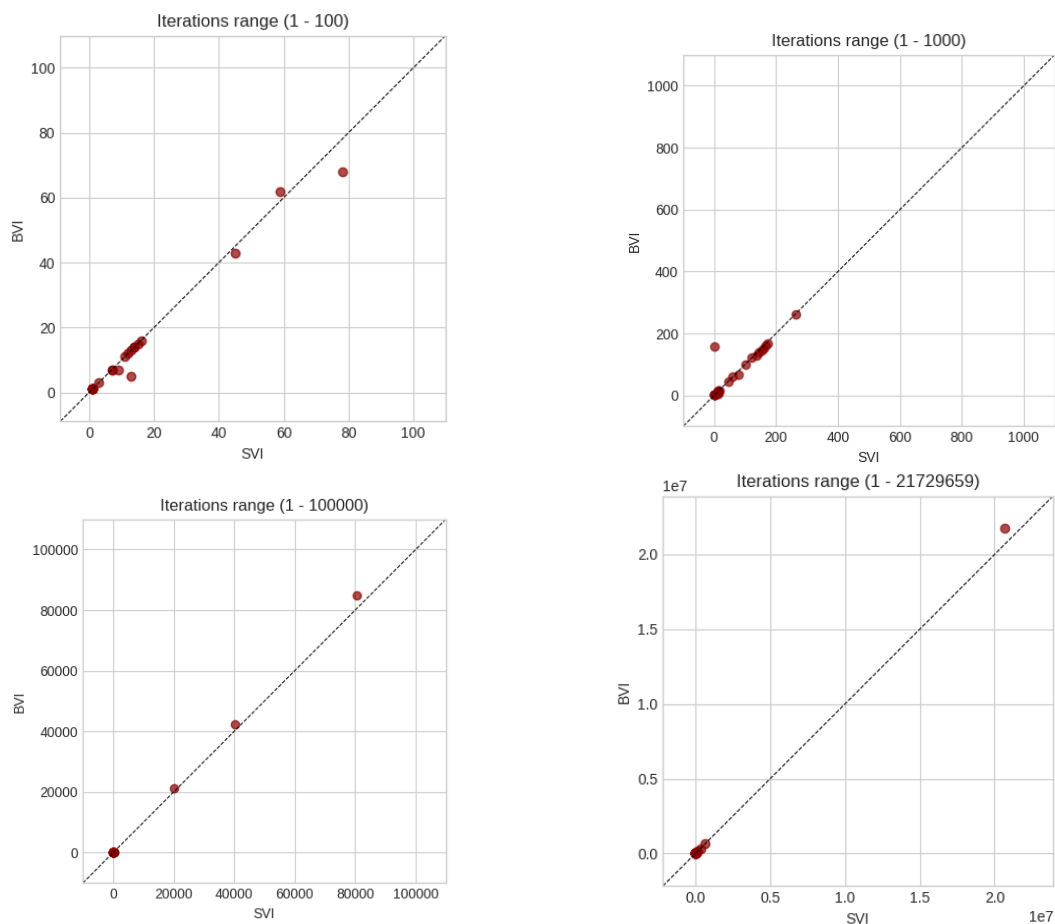 Iterations range (1 - 100)
100
80
60
40
20
0
BVI
0 20 40 60 80 100
SVI
Iterations range (1 - 1000)
1000
800
600
400
200
0
BVI
0 200 400 600 800 1000
SVI
Iterations range (1 - 100000)
100000
80000
60000
40000
20000
0
BVI
0 20000 40000 60000 80000 100000
SVI
1e7 Iterations range (1 - 21729659)
2.0
1.5
1.0
0.5
0.0
BVI
0.0 0.5 1.0 1.5 2.0
SVI 1e7